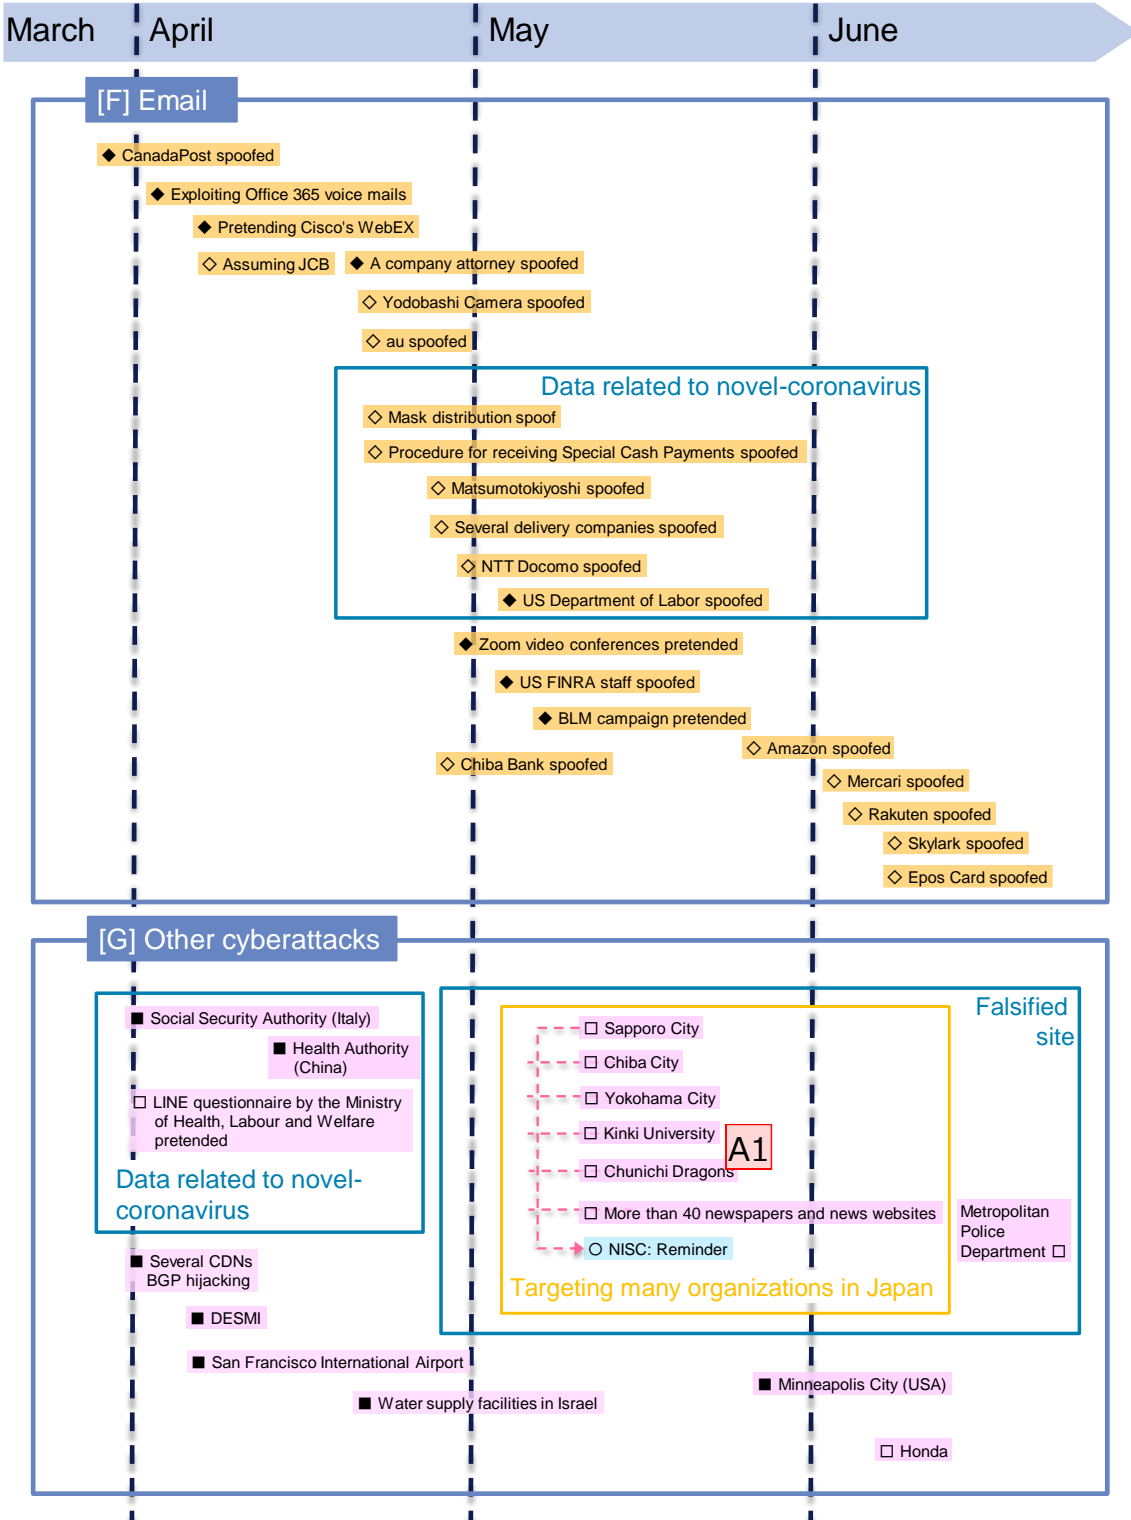 March
April
May
June
[F] Email
◆ CanadaPost spoofed
◆ Exploiting Office 365 voice mails
◆ Pretending Cisco's WebEX
◇ Assuming JCB
◆ A company attorney spoofed
◇ Yodobashi Camera spoofed
◇ au spoofed
Data related to novel-coronavirus
◇ Mask distribution spoof
◇ Procedure for receiving Special Cash Payments spoofed
◇ Matsumotokiyoshi spoofed
◇ Several delivery companies spoofed
◇ NTT Docomo spoofed
◆ US Department of Labor spoofed
◆ Zoom video conferences pretended
◆ US FINRA staff spoofed
◆ BLM campaign pretended
◇ Amazon spoofed
◇ Chiba Bank spoofed
◇ Mercari spoofed
◇ Rakuten spoofed
◇ Skylark spoofed
◇ Epos Card spoofed
[G] Other cyberattacks
■ Social Security Authority (Italy)
■ Health Authority
(China)
□ LINE questionnaire by the Ministry
of Health, Labour and Welfare
pretended
Data related to novel-
coronavirus
Falsified
site
□ Sapporo City
□ Chiba City
□ Yokohama City
□ Kinki University
A1
□ Chunichi Dragons
□ More than 40 newspapers and news websites
○ NISC: Reminder
Targeting many organizations in Japan
Metropolitan
Police
Department □
■ Several CDNs
BGP hijacking
■ DESMI
■ San Francisco International Airport
■ Water supply facilities in Israel
■ Minneapolis City (USA)
□ Honda